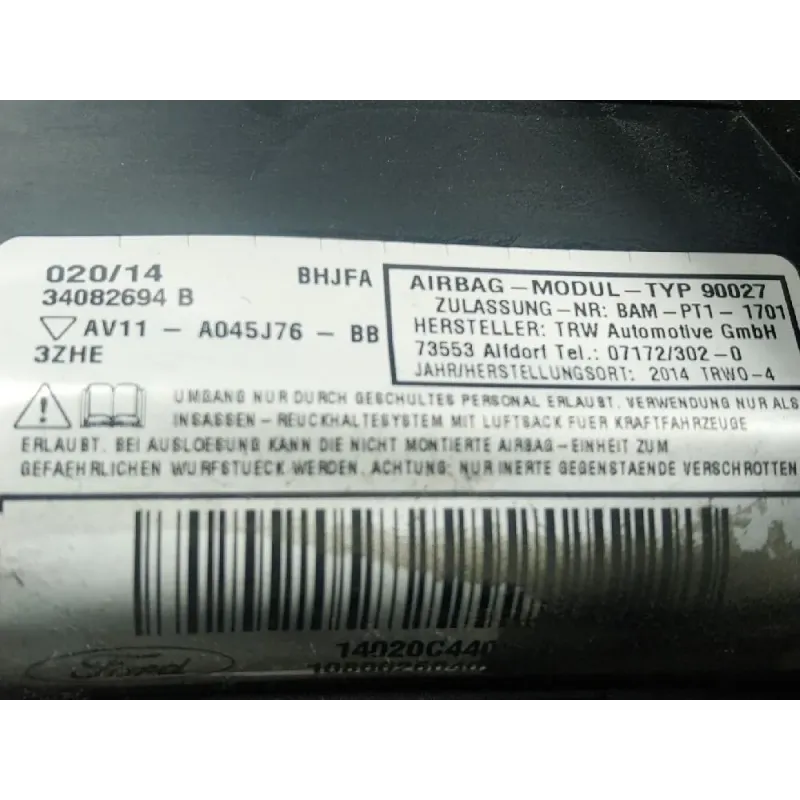 020/14
BHJFA
34082694 B
AV11 - A045J76 - BB
3ZHE
AIRBAG-MODUL-TYP 90027
ZULASSUNG-NR: BAM-PT1-1701
HERSTELLER: TRW Automotive GmbH
73553 Alfdorf Tel.: 07172/302-0
JAHR/HERSTELLUNGSORT: 2014 TRWO-4
UMGANG NUR DURCH GESCHULTES PERSONAL ERLAUBT. VERWENDUNG NUR ALS
INSASSEN-REUCKHALTESYSTEM MIT LUFTSACK FUER KRAFTFAHRZEUGE
ERLAUBT. BEI AUSLOESUNG KANN DIE NICHT MONTIERTE AIRBAG-EINHEIT ZUM
GEFAEHRLICHEN WURFSTUECK WERDEN. ACHTUNG: NUR INERTE GEGENSTAENDE VERSCHROTTEN
14020C440
Ford